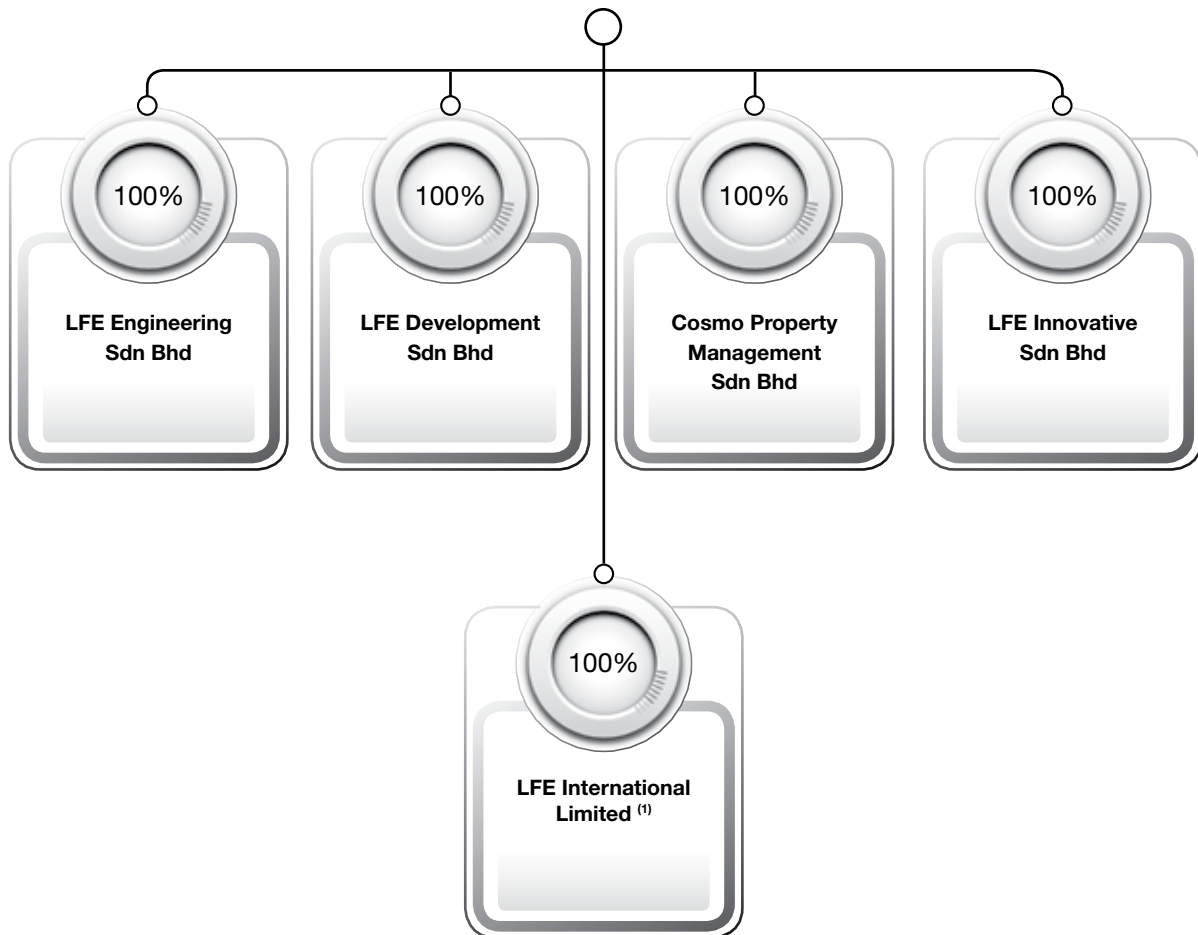 100%
LFE Engineering
Sdn Bhd
100%
LFE Development
Sdn Bhd
100%
Cosmo Property
Management
Sdn Bhd
100%
LFE Innovative
Sdn Bhd
100%
LFE International
Limited (1)